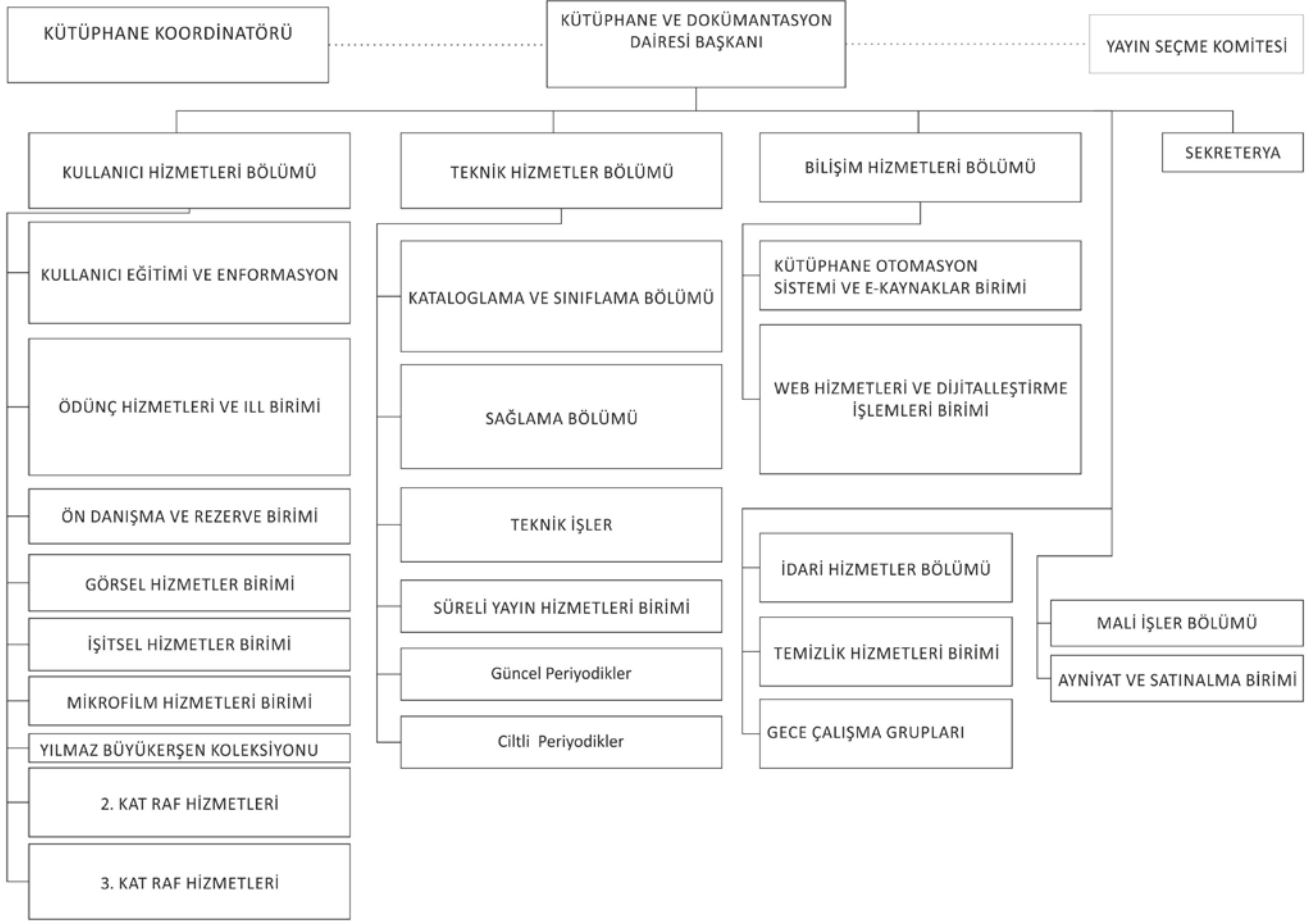 KÜTÜPHANE KOORDİNATÖRÜ
KÜTÜPHANE VE DOKÜMANTASYON
DAİRESİ BAŞKANI
YAYIN SEÇME KOMİTESİ
KULLANICI HİZMETLERİ BÖLÜMÜ
TEKNİK HİZMETLER BÖLÜMÜ
BİLİŞİM HİZMETLERİ BÖLÜMÜ
SEKRETERYA
KULLANICI EĞİTİMİ VE ENFORMASYON
ÖDÜNÇ HİZMETLERİ VE ILL BİRİMİ
ÖN DANIŞMA VE REZERVE BİRİMİ
GÖRSEL HİZMETLER BİRİMİ
İŞİTSEL HİZMETLER BİRİMİ
MİKROFİLM HİZMETLERİ BİRİMİ
YILMAZ BÜYÜKERŞEN KOLEKSİYONU
2. KAT RAF HİZMETLERİ
3. KAT RAF HİZMETLERİ
KATALOGLAMA VE SINIFLAMA BÖLÜMÜ
SAĞLAMA BÖLÜMÜ
TEKNİK İŞLER
SÜRELİ YAYIN HİZMETLERİ BİRİMİ
Güncel Periyodikler
Ciltli Periyodikler
KÜTÜPHANE OTOMASYON
SİSTEMİ VE E-KAYNAKLAR BİRİMİ
WEB HİZMETLERİ VE DİJİTALLEŞTİRME
İŞLEMLERİ BİRİMİ
İDARİ HİZMETLER BÖLÜMÜ
TEMİZLİK HİZMETLERİ BİRİMİ
GECE ÇALIŞMA GRUPLARI
MALİ İŞLER BÖLÜMÜ
AYNİYAT VE SATINALMA BİRİMİ